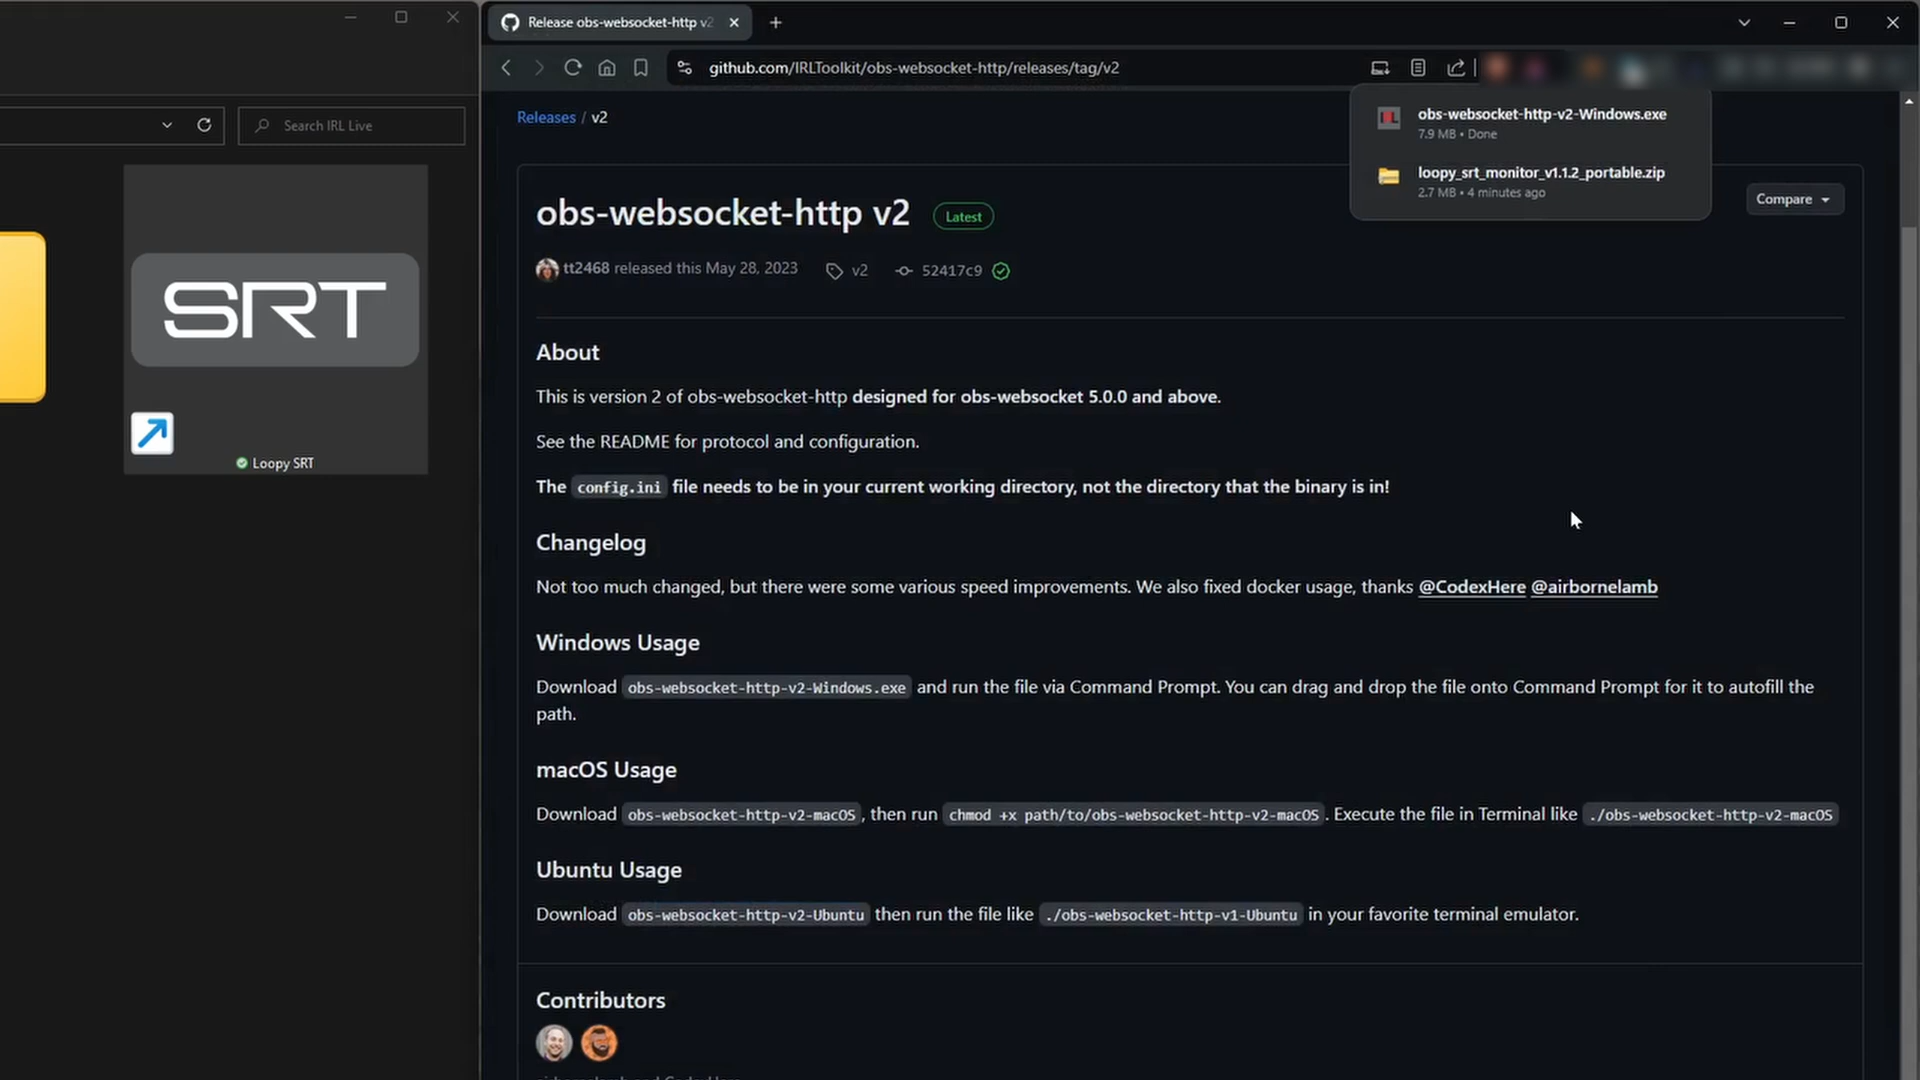 Search IRL Live
SRT
Loopy SRT
Release obs-websocket-http v2
github.com/IRLToolkit/obs-websocket-http/releases/tag/v2
obs-websocket-http-v2-Windows.exe
7.9 MB • Done
loopy_srt_monitor_v1.1.2_portable.zip
2.7 MB • 4 minutes ago
Releases / v2
Compare
obs-websocket-http v2 Latest
tt2468 released this May 28, 2023 v2 52417c9
About
This is version 2 of obs-websocket-http designed for obs-websocket 5.0.0 and above.
See the README for protocol and configuration.
The config.ini file needs to be in your current working directory, not the directory that the binary is in!
Changelog
Not too much changed, but there were some various speed improvements. We also fixed docker usage, thanks @CodexHere @airbornelamb
Windows Usage
Download obs-websocket-http-v2-Windows.exe and run the file via Command Prompt. You can drag and drop the file onto Command Prompt for it to autofill the
path.
macOS Usage
Download obs-websocket-http-v2-macOS, then run chmod +x path/to/obs-websocket-http-v2-macOS. Execute the file in Terminal like ./obs-websocket-http-v2-macOS
Ubuntu Usage
Download obs-websocket-http-v2-Ubuntu then run the file like ./obs-websocket-http-v1-Ubuntu in your favorite terminal emulator.
Contributors